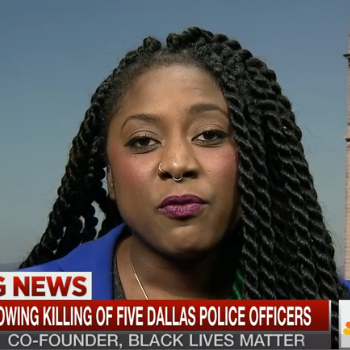 G NEWS
OWING KILLING OF FIVE DALLAS POLICE OFFICERS
CO-FOUNDER, BLACK LIVES MATTER